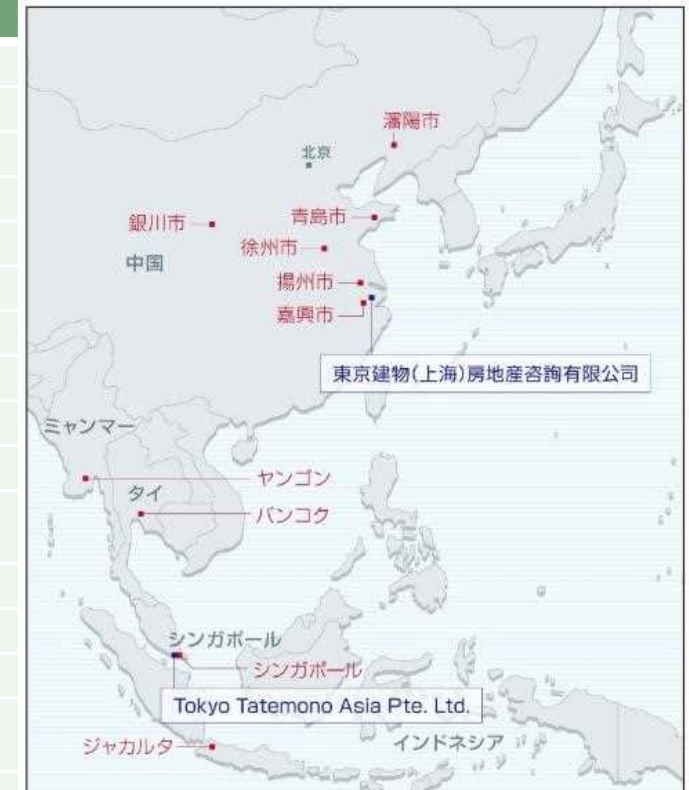 瀋陽市
北京
銀川市
青島市
徐州市
中国
揚州市
嘉興市
東京建物(上海)房地産咨詢有限公司
ミャンマー
ヤンゴン
タイ
バンコク
シンガポール
シンガポール
Tokyo Tatemono Asia Pte. Ltd.
インドネシア
ジャカルタ